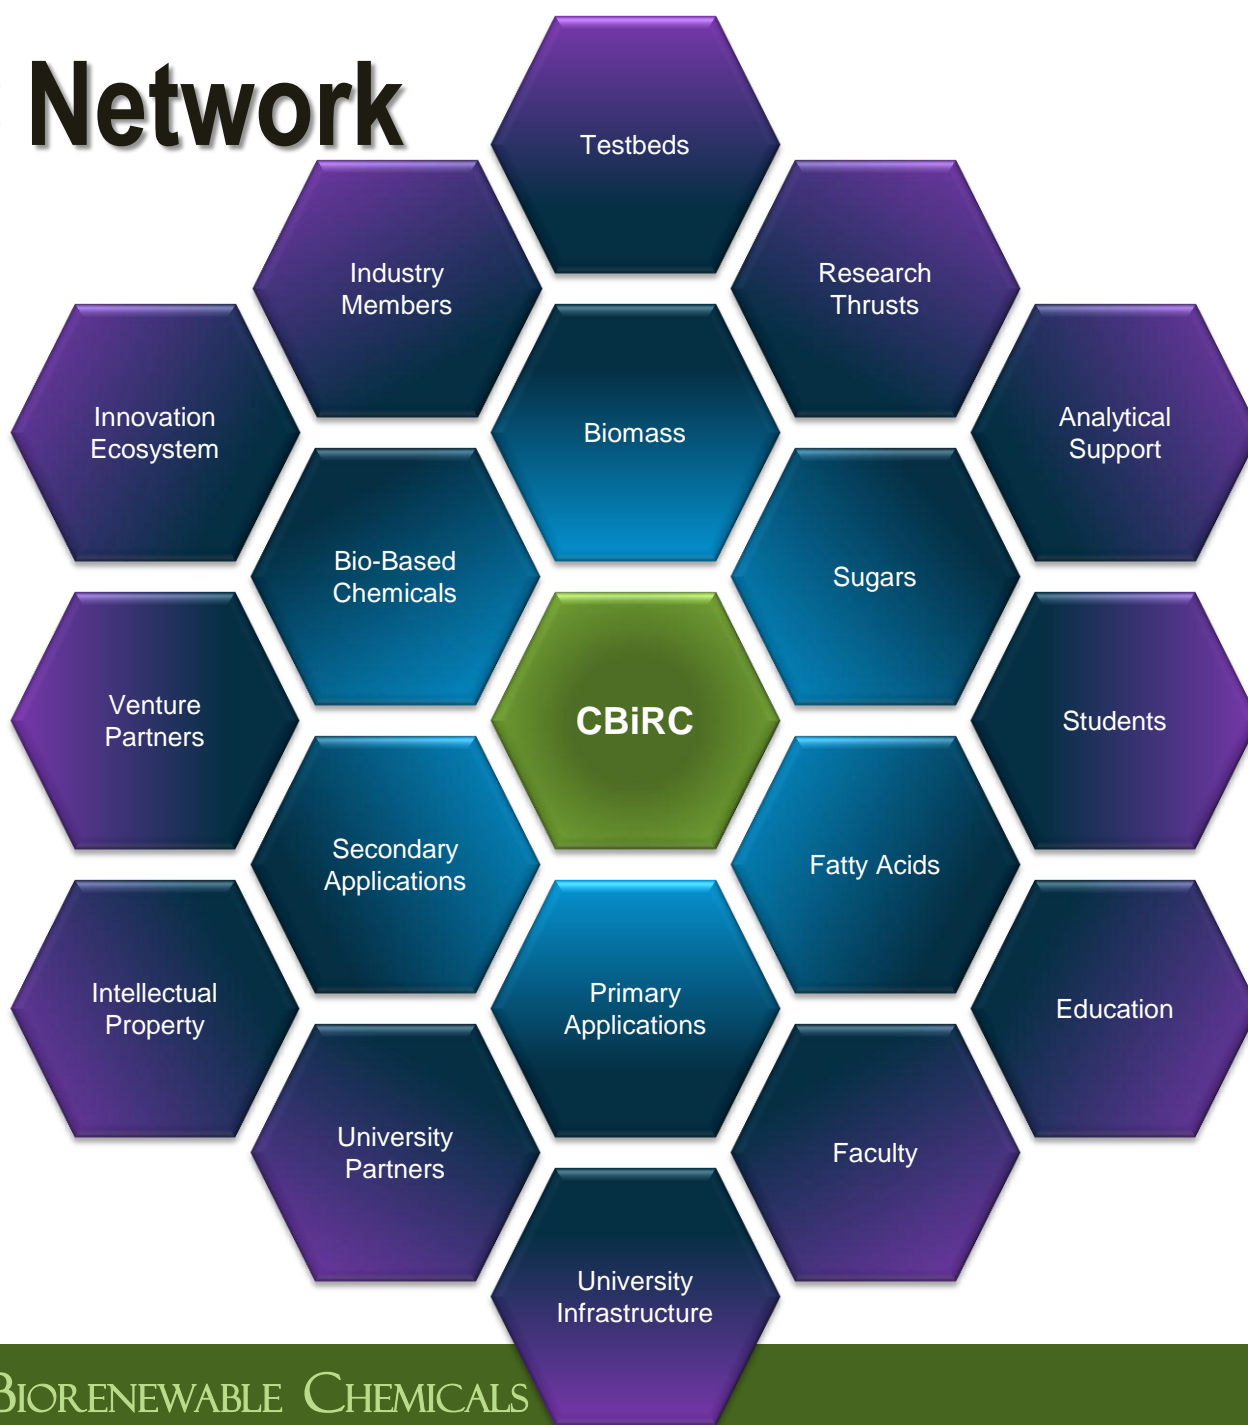 Network
Testbeds
Industry
Members
Research
Thrusts
Innovation
Ecosystem
Biomass
Analytical
Support
Bio-Based
Chemicals
Sugars
Venture
Partners
CBiRC
Students
Secondary
Applications
Fatty Acids
Intellectual
Property
Primary
Applications
Education
University
Partners
Faculty
University
Infrastructure
BIORENEWABLE CHEMICALS